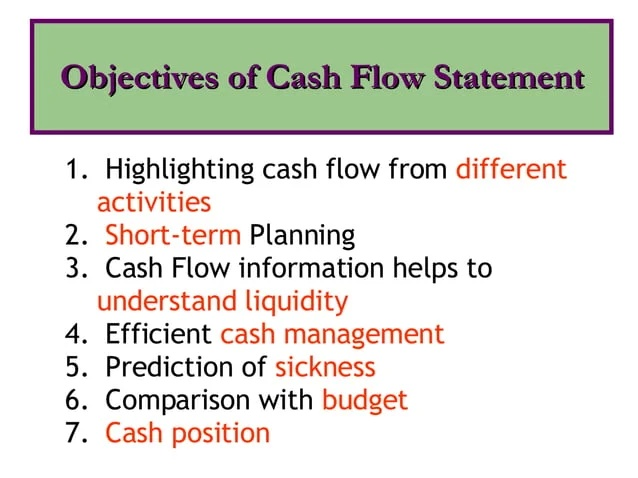 Objectives of Cash Flow Statement
1. Highlighting cash flow from different
activities
2. Short-term Planning
3. Cash Flow information helps to
understand liquidity
4. Efficient cash management
5. Prediction of sickness
6. Comparison with budget
7. Cash position